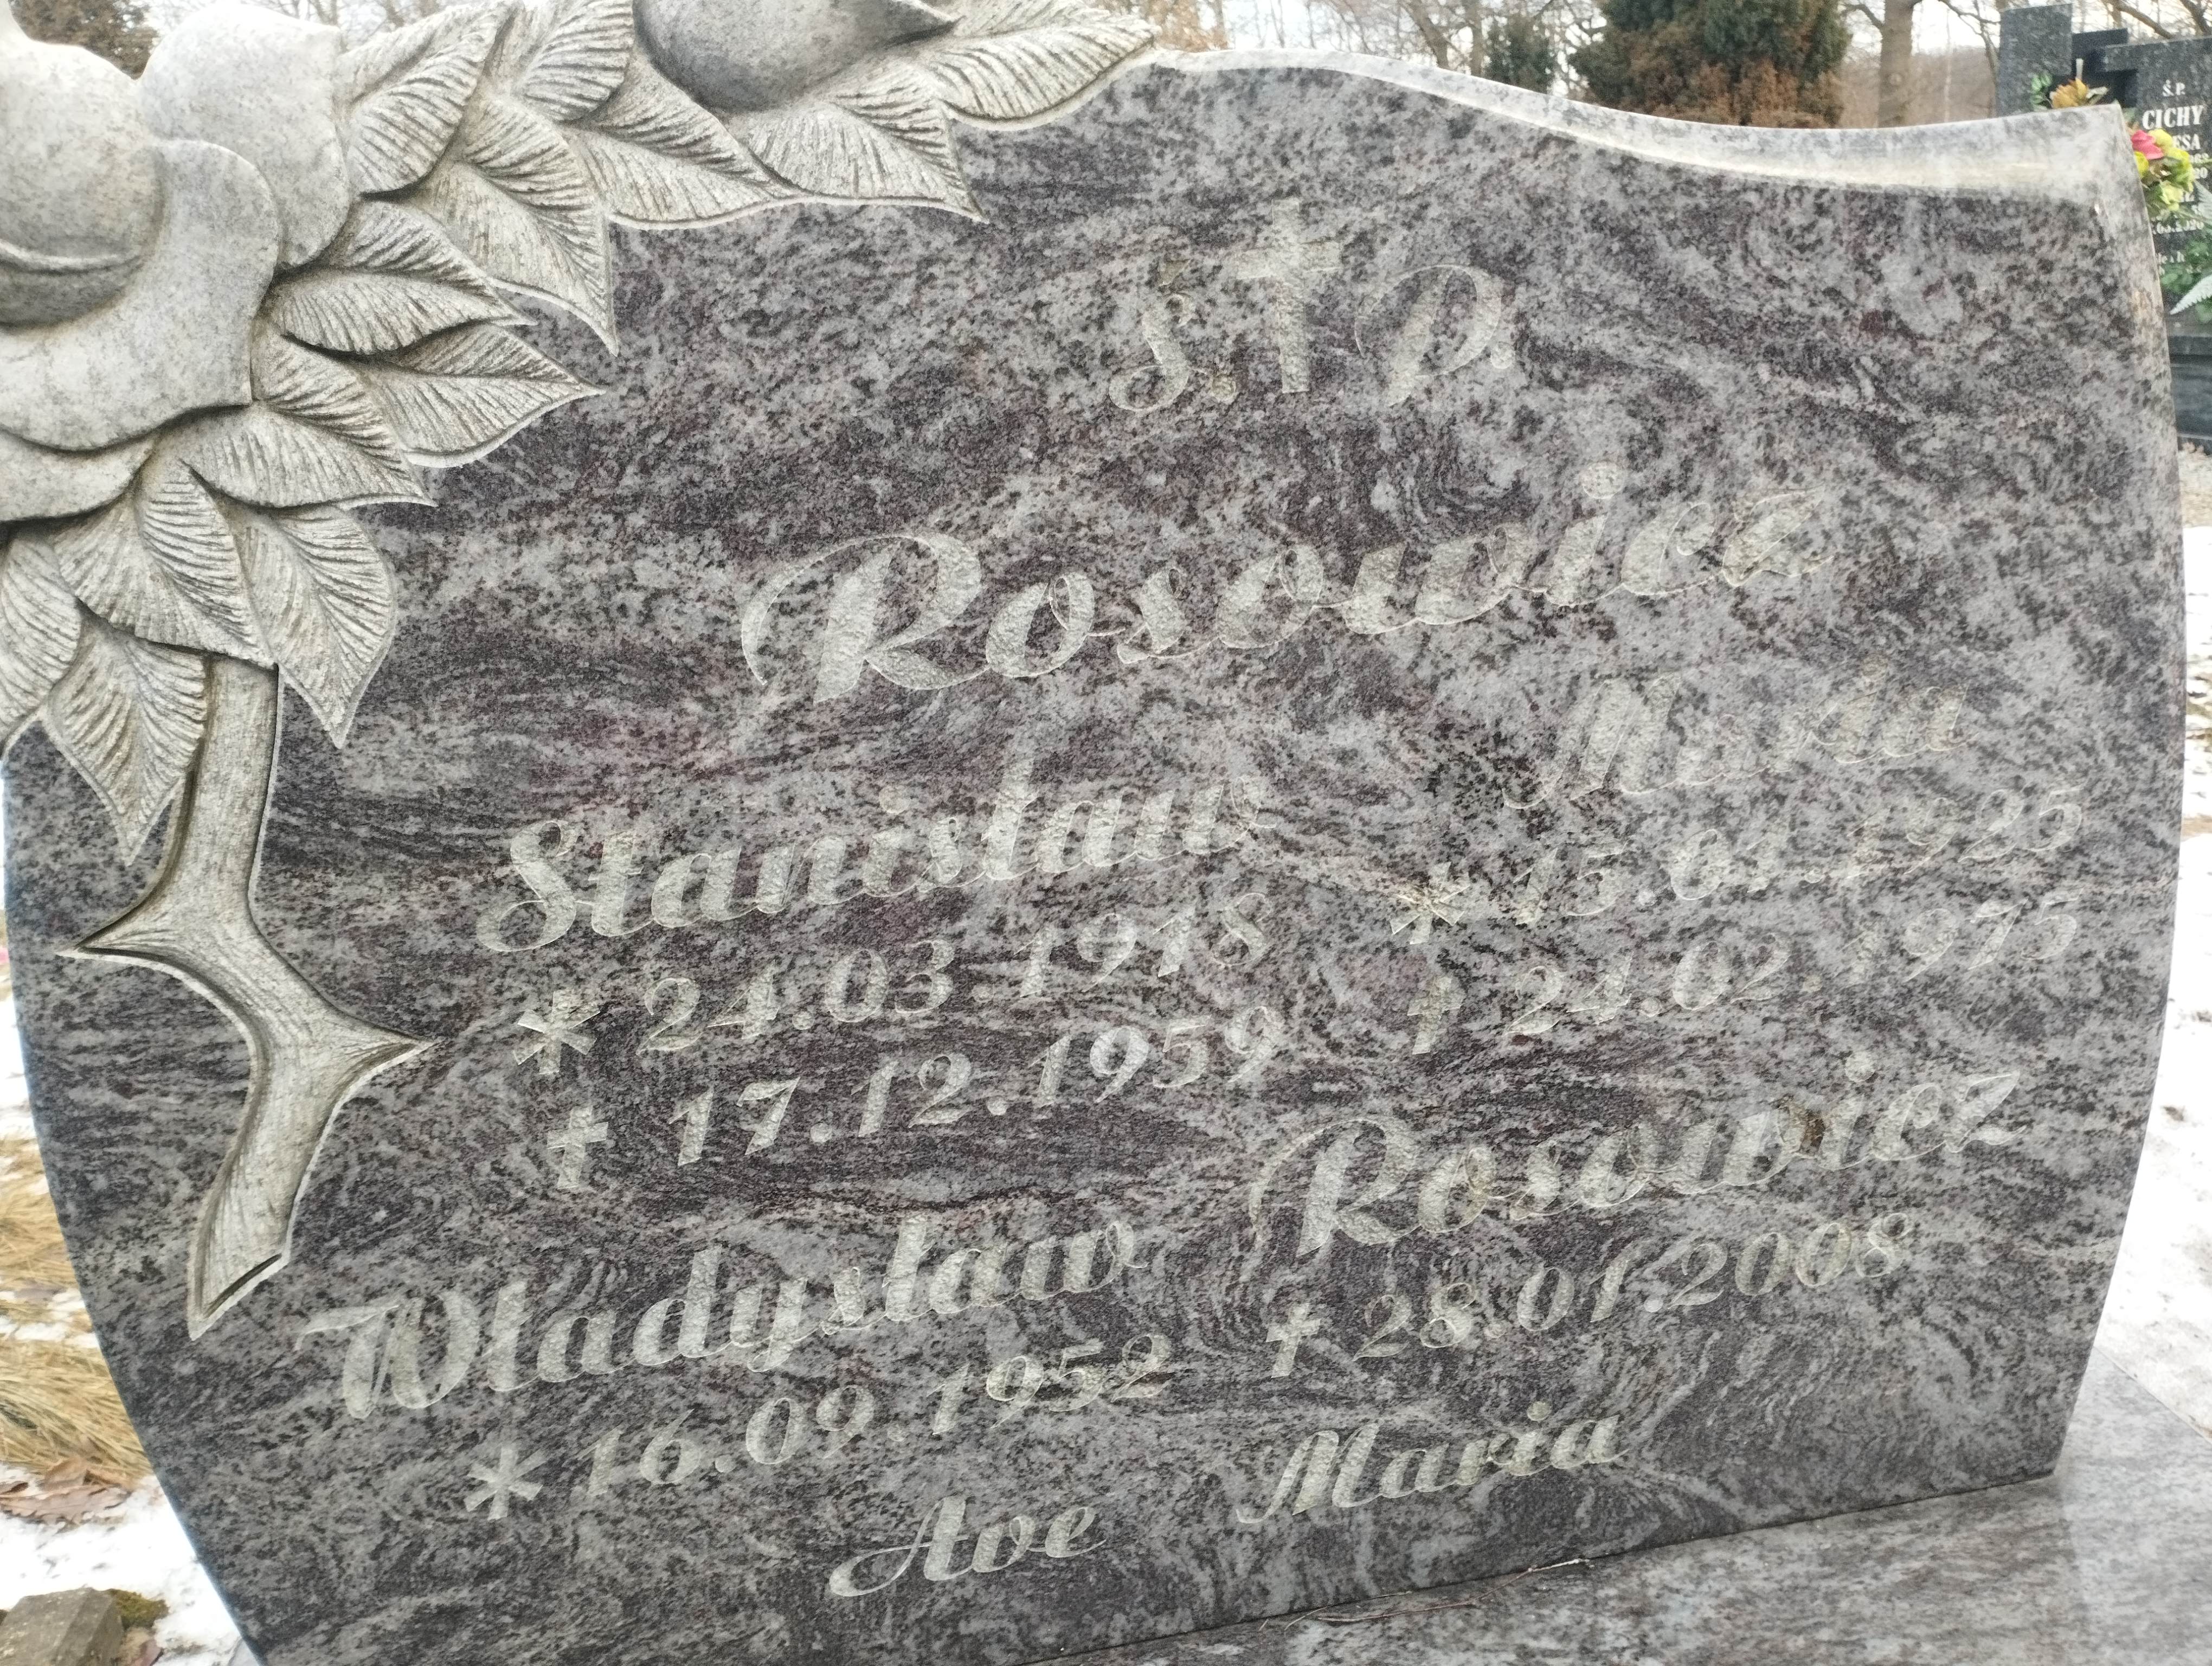 Ś. † P.
Rosowicz
Stanisław
* 24.03.1918
† 17.12.1959
* 15.01.1925
† 24.02.1975
Władysław Rosowicz
* 16.09.1952 † 28.01.2008
Ave Maria
Ś.P.
CICHY